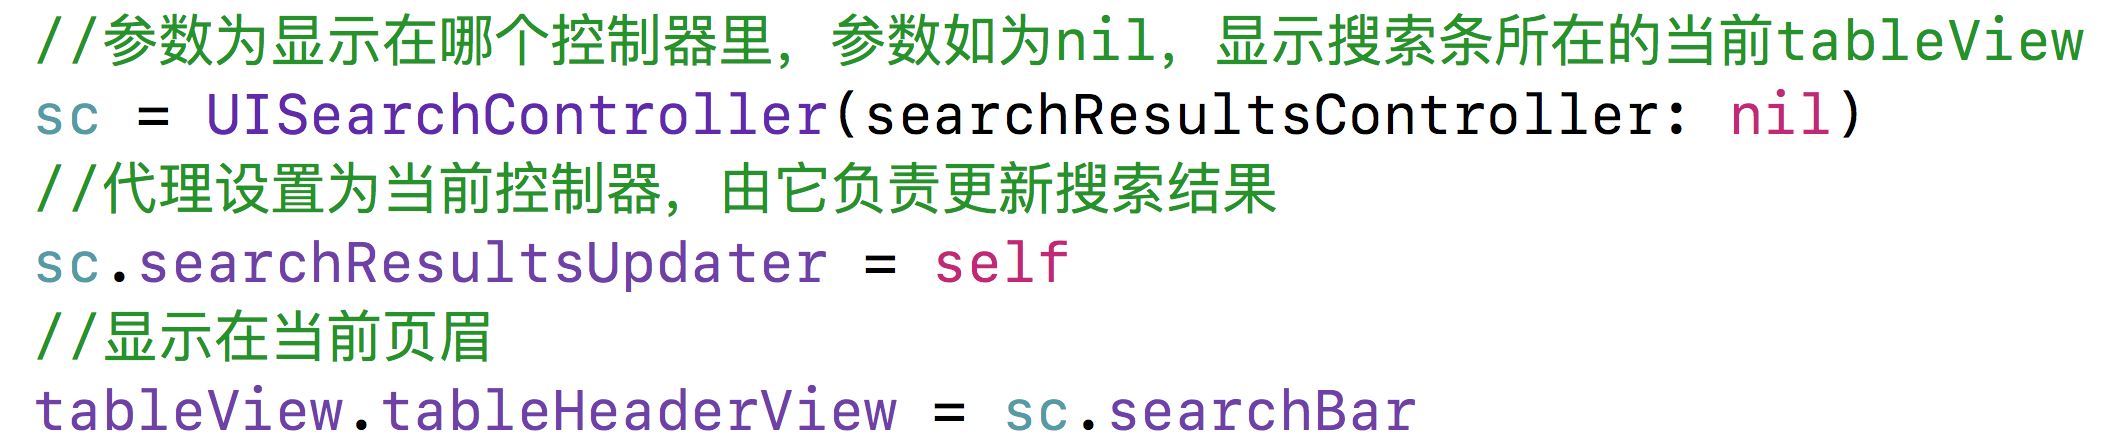 //参数为显示在哪个控制器里，参数如为nil，显示搜索条所在的当前tableView
sc = UISearchController(searchResultsController: nil)
//代理设置为当前控制器，由它负责更新搜索结果
sc.searchResultsUpdater = self
//显示在当前页眉
tableView.tableHeaderView = sc.searchBar